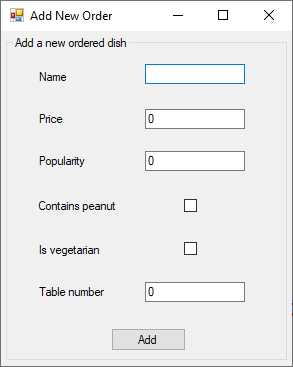 Add New Order
Add a new ordered dish
Name
Price 0
Popularity 0
Contains peanut
Is vegetarian
Table number 0
Add